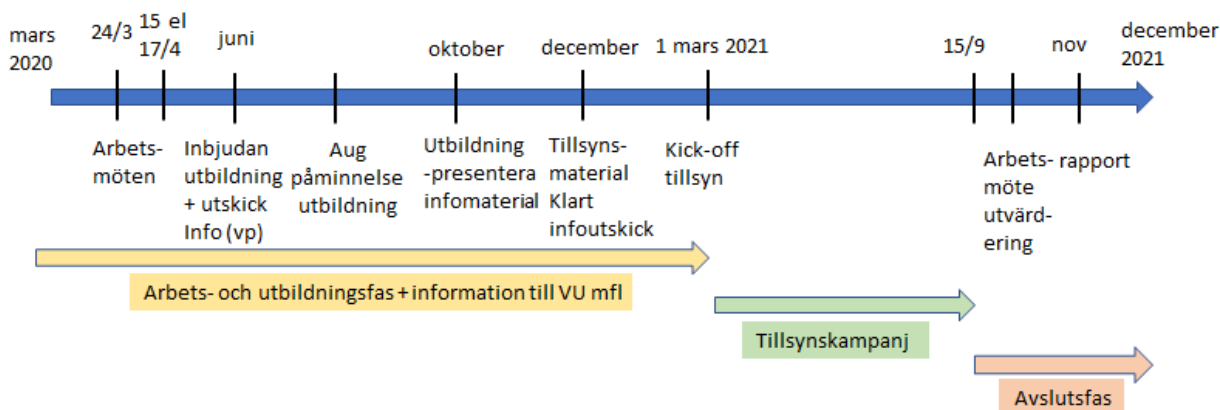 mars
2020
24/3
15 el
17/4
juni
oktober
december
1 mars 2021
15/9
nov
december
2021
Arbets-
möten
Inbjudan
utbildning
+ utskick
Info (vp)
Aug
påminnelse
utbildning
Utbildning
-presentera
infomaterial
Tillsyns-
material
Klart
infoutskick
Kick-off
tillsyn
Arbets-
möte
utvärd-
ering
rapport
Arbets- och utbildningsfas + information till VU mfl
Tillsynskampanj
Avslutsfas